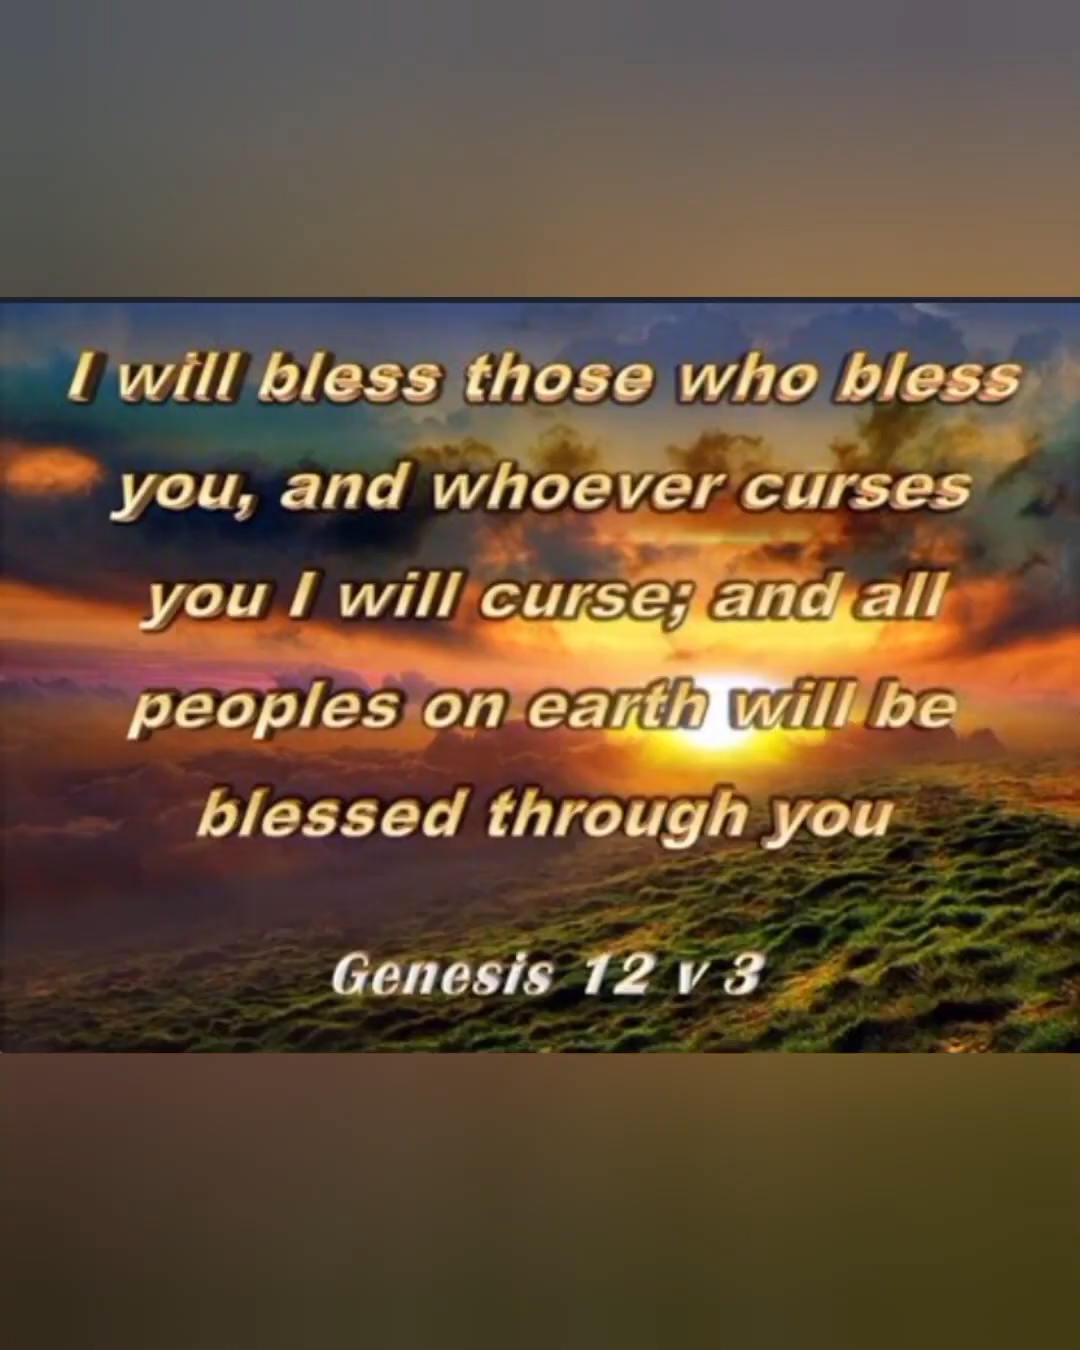 I will bless those who bless
you, and whoever curses
you I will curse; and all
peoples on earth will be
blessed through you
Genesis 12 v 3